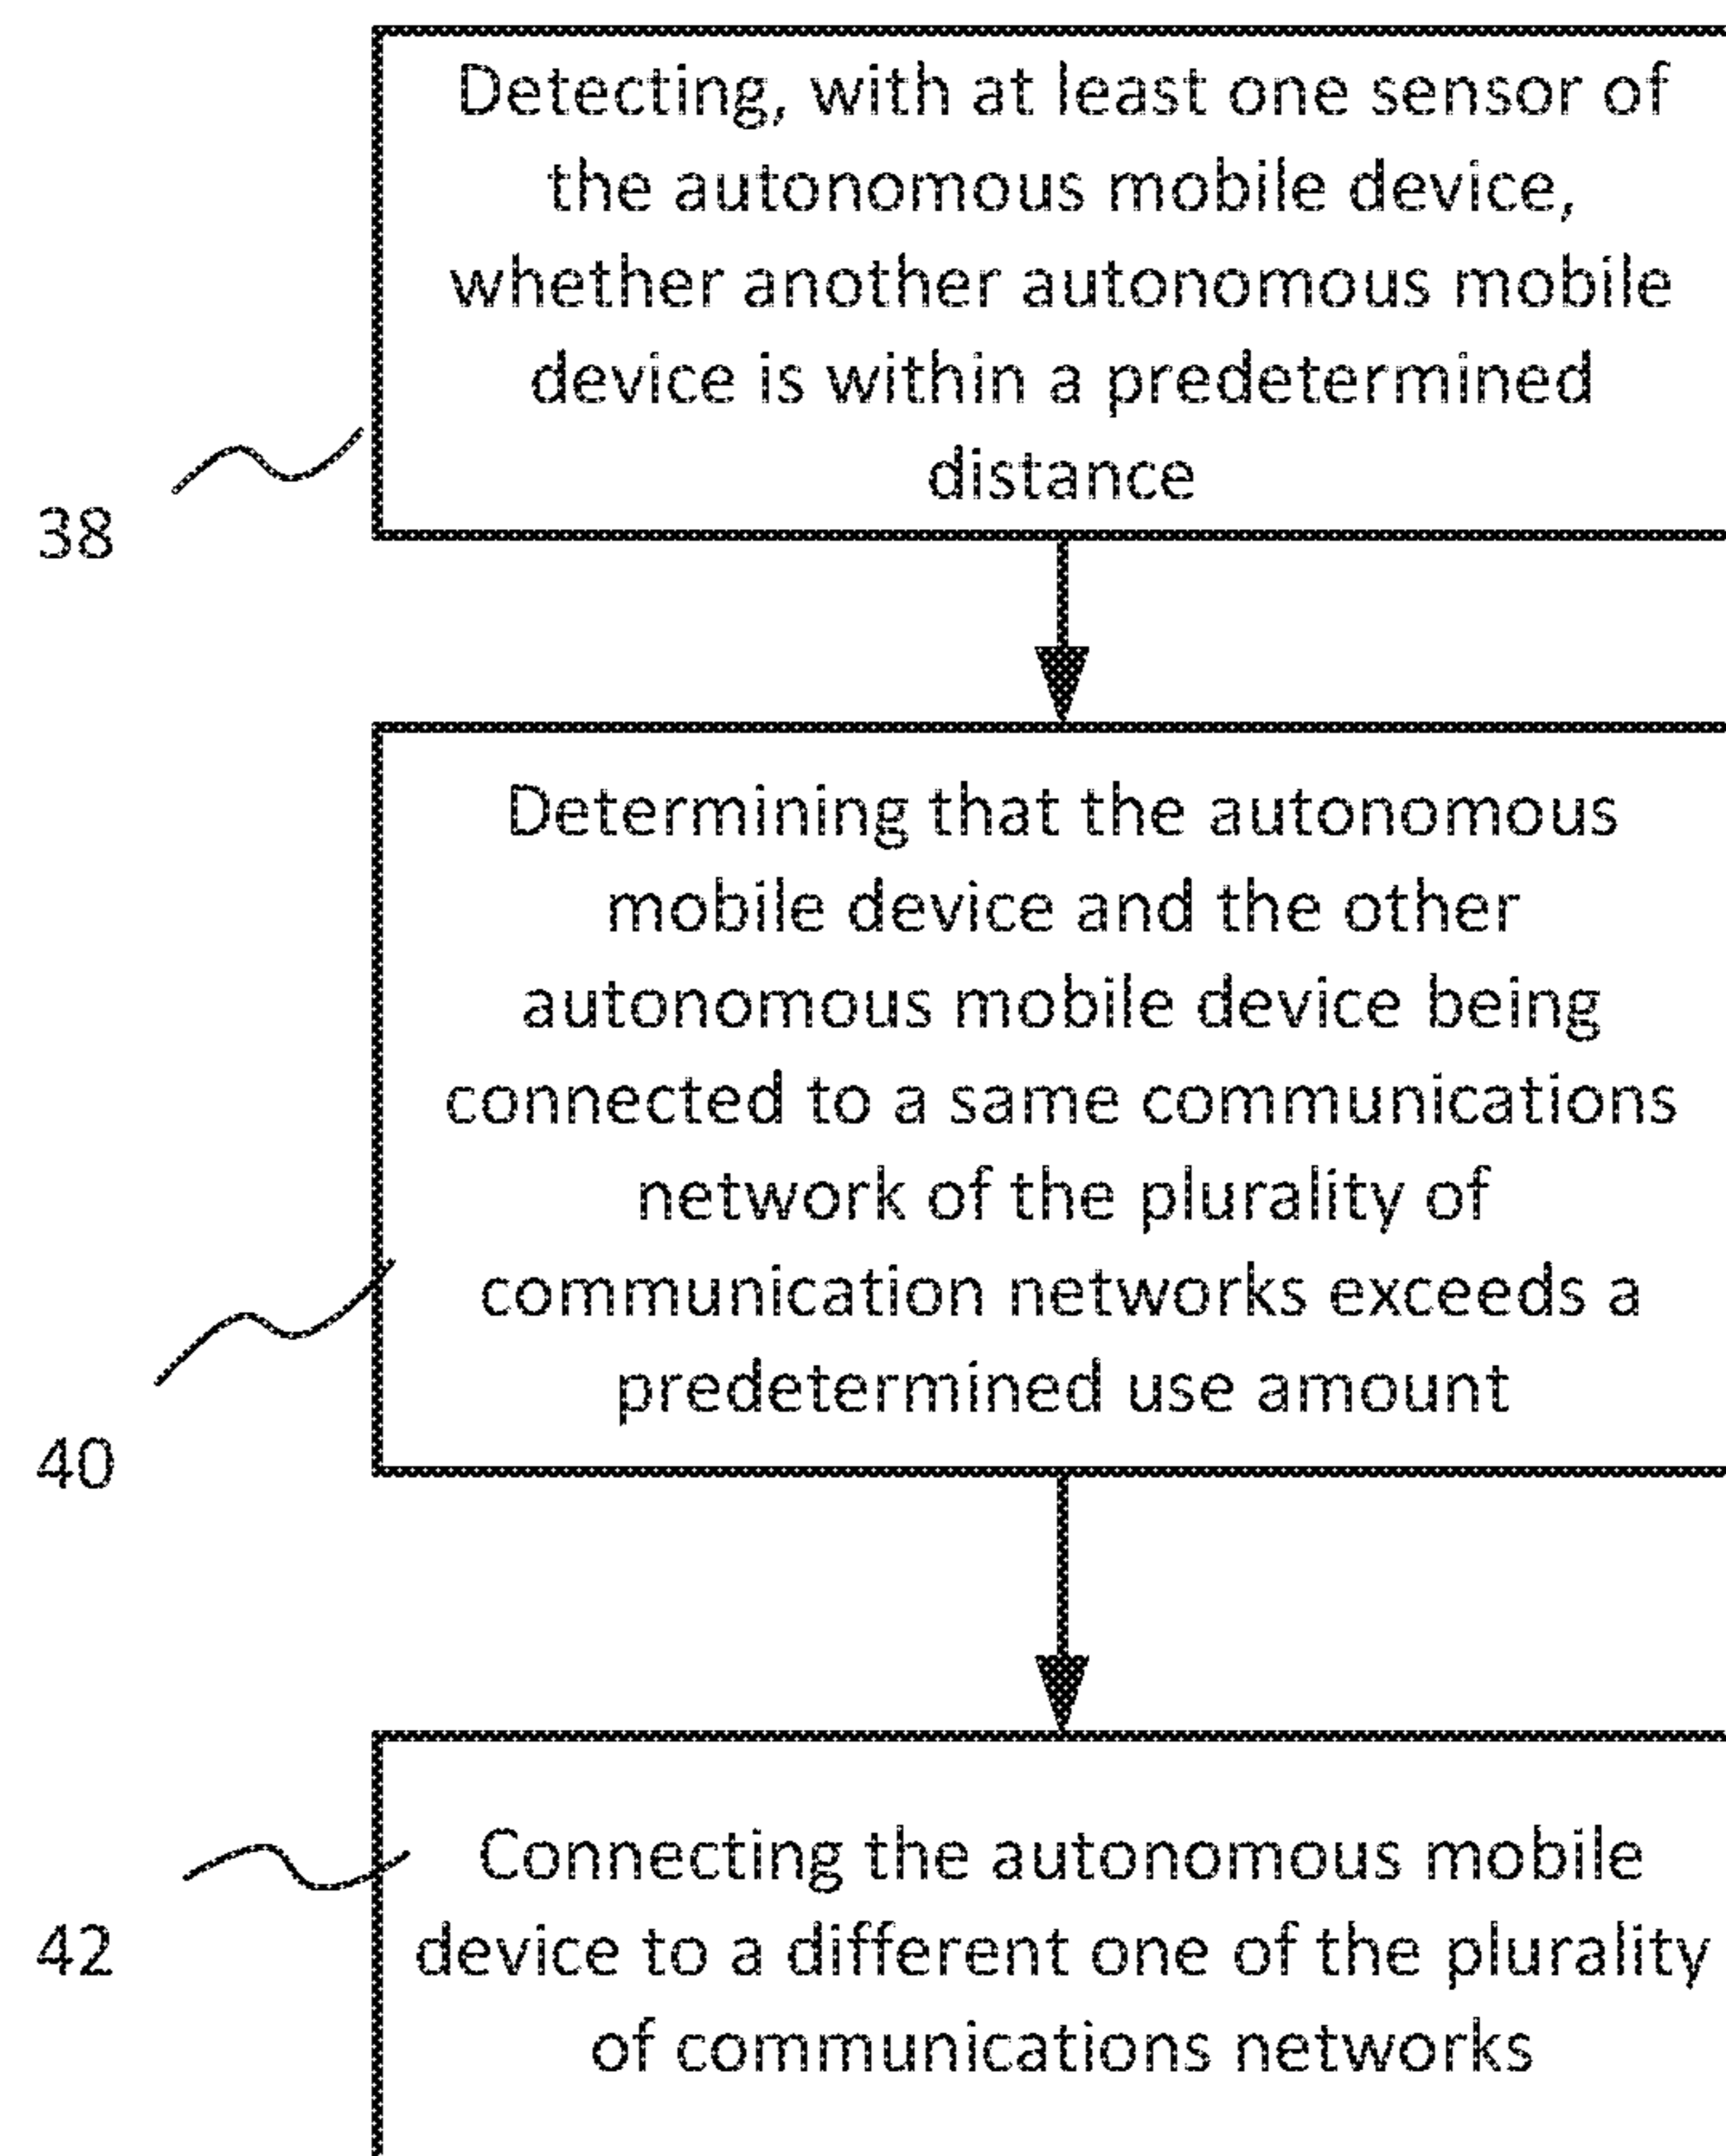 Detecting, with at least one sensor of
the autonomous mobile device,
whether another autonomous mobile
device is within a predetermined
distance
38
Determining that the autonomous
mobile device and the other
autonomous mobile device being
connected to a same communications
network of the plurality of
communication networks exceeds a
predetermined use amount
40
Connecting the autonomous mobile
device to a different one of the plurality
of communications networks
42